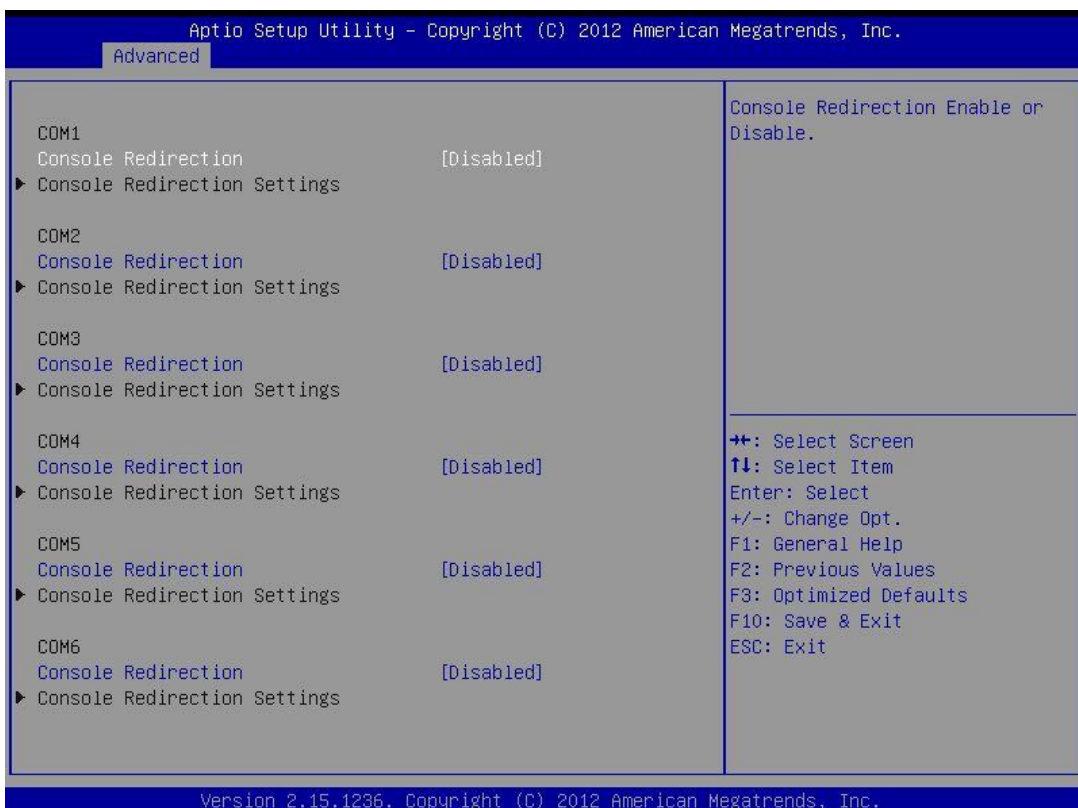 Aptio Setup Utility – Copyright (C) 2012 American Megatrends, Inc.
Advanced
COM1
Console Redirection [Disabled]
▶ Console Redirection Settings
COM2
Console Redirection [Disabled]
▶ Console Redirection Settings
COM3
Console Redirection [Disabled]
▶ Console Redirection Settings
COM4
Console Redirection [Disabled]
▶ Console Redirection Settings
COM5
Console Redirection [Disabled]
▶ Console Redirection Settings
COM6
Console Redirection [Disabled]
▶ Console Redirection Settings
Console Redirection Enable or
Disable.
→←: Select Screen
↑↓: Select Item
Enter: Select
+/-: Change Opt.
F1: General Help
F2: Previous Values
F3: Optimized Defaults
F10: Save & Exit
ESC: Exit
Version 2.15.1236. Copyright (C) 2012 American Megatrends, Inc.